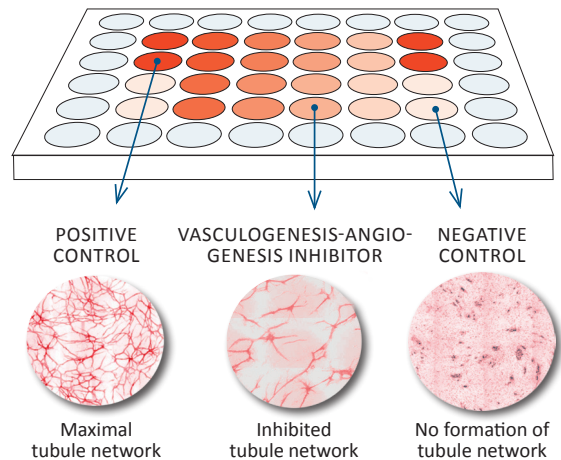 POSITIVE
CONTROL
VASCULOGENESIS-ANGIO-
GENESIS INHIBITOR
NEGATIVE
CONTROL
Maximal
tubule network
Inhibited
tubule network
No formation of
tubule network